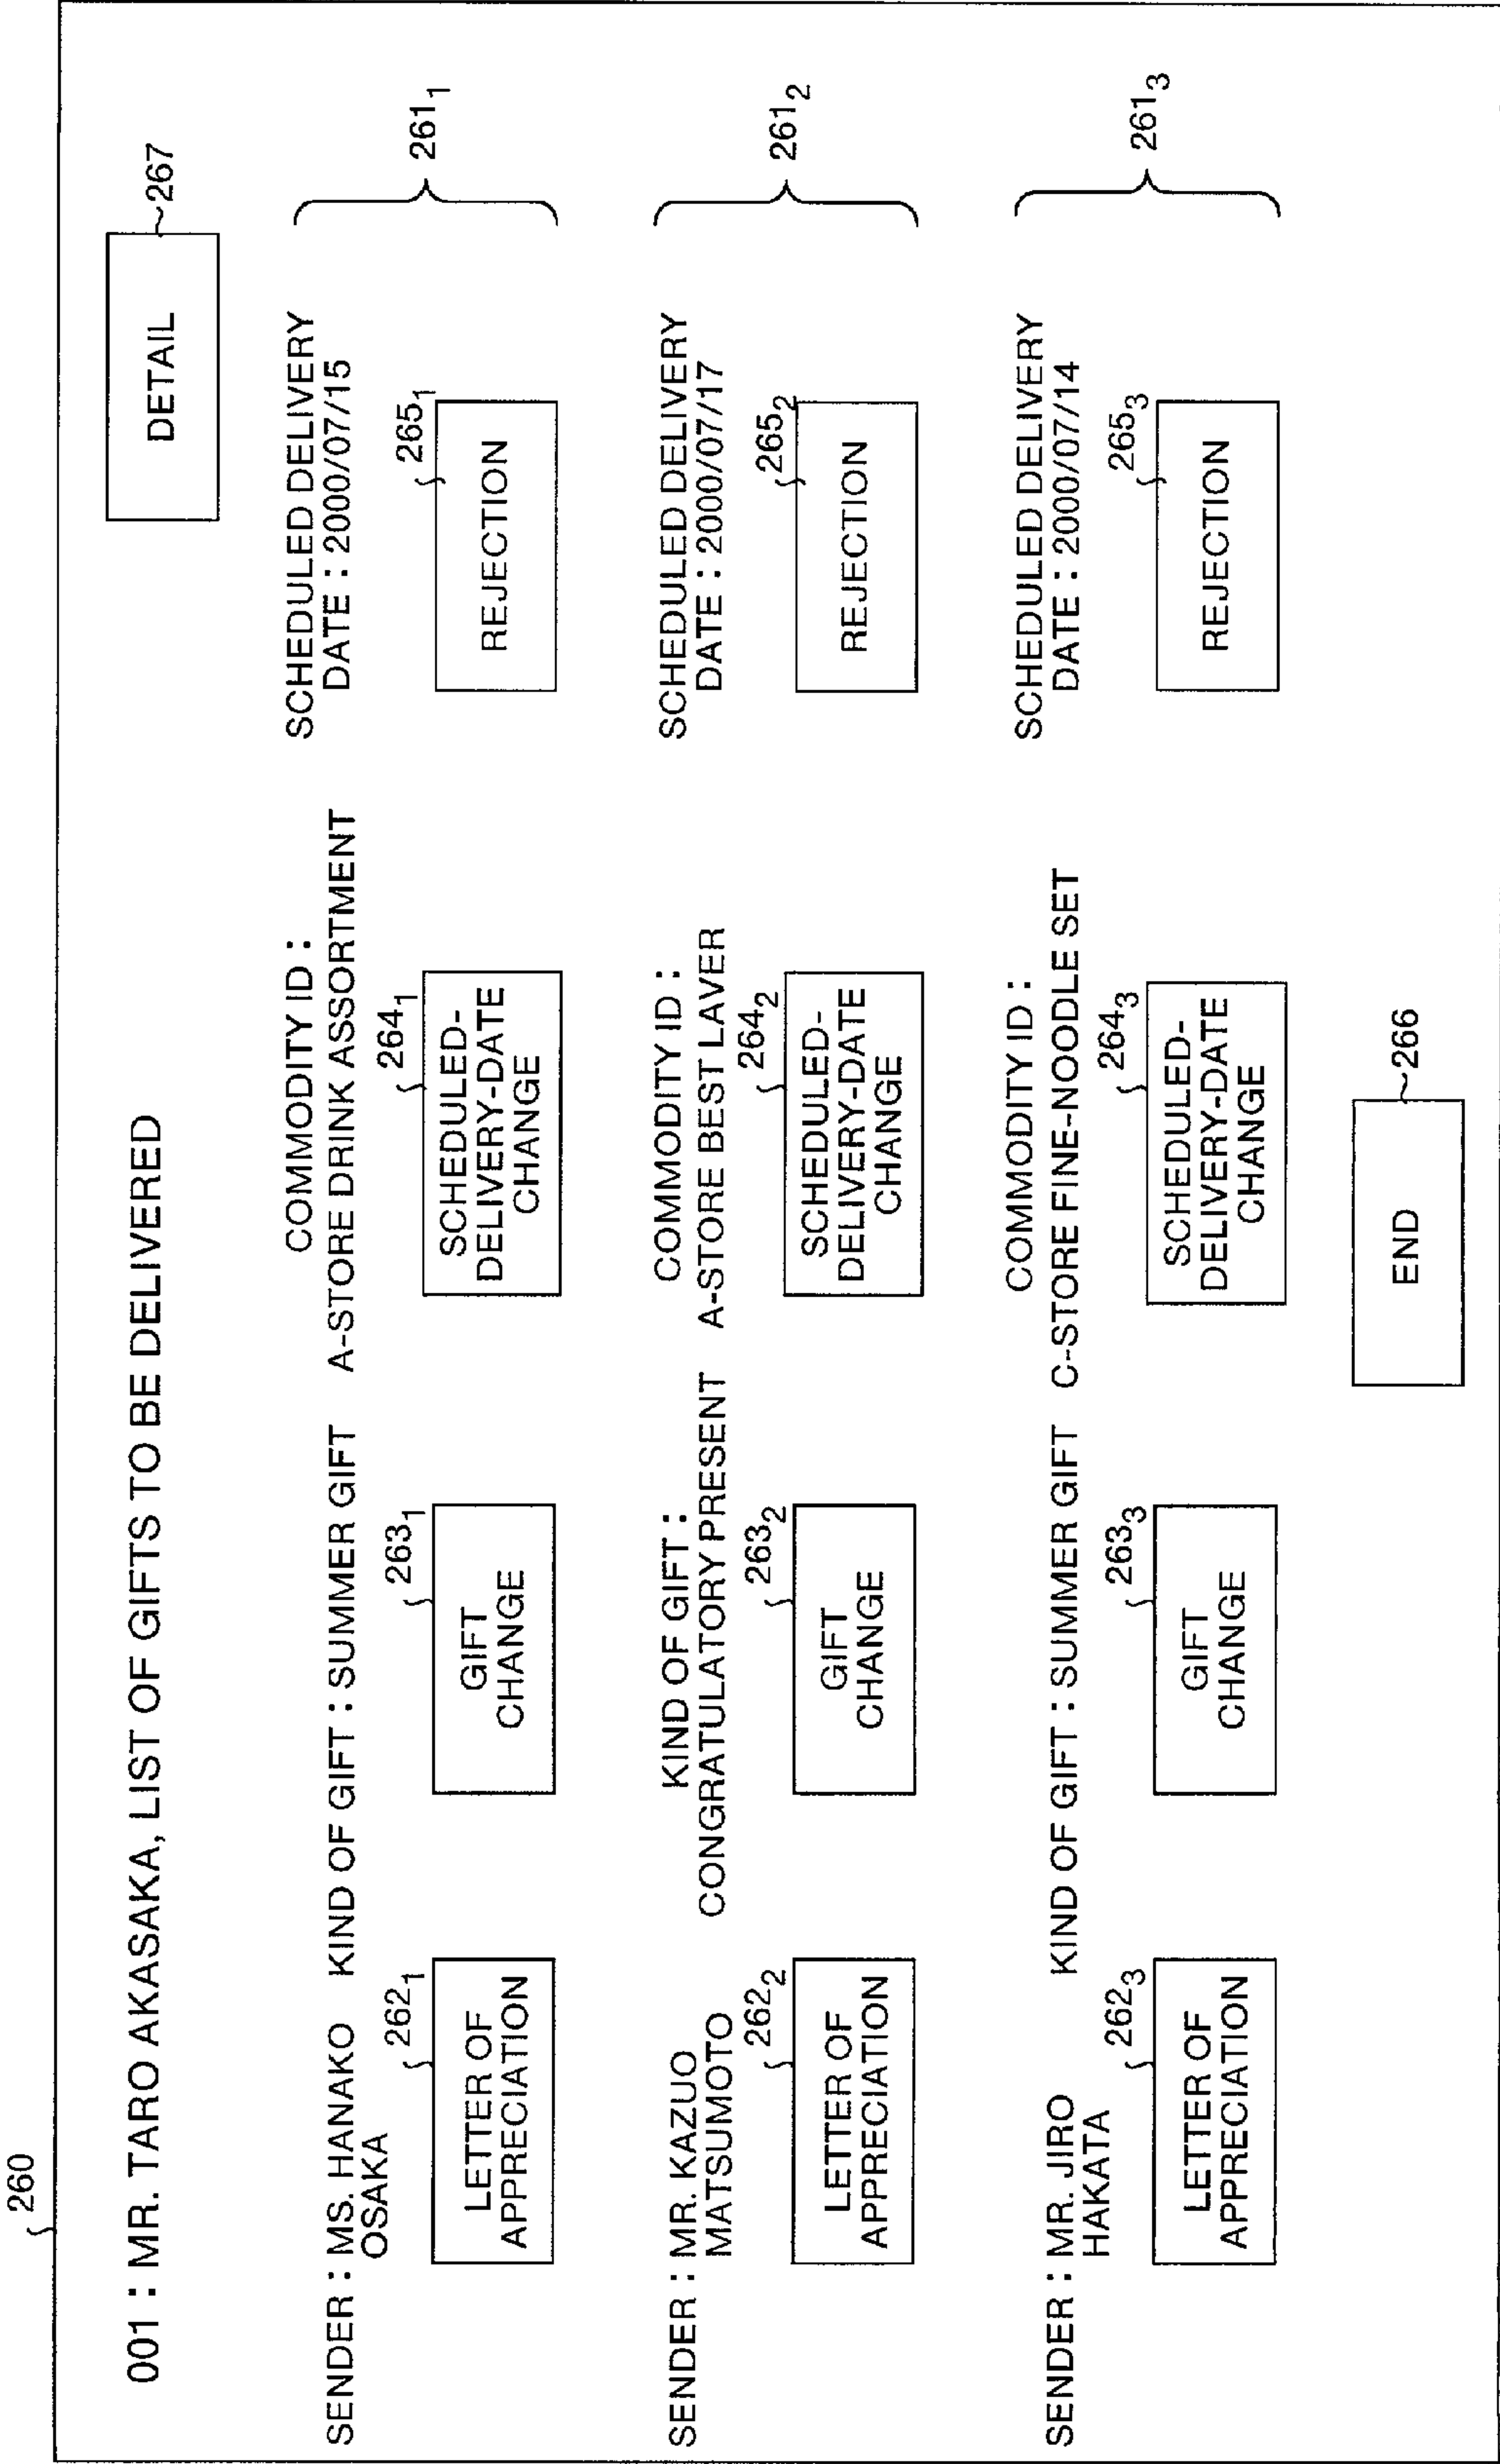 260
001 : MR. TARO AKASAKA, LIST OF GIFTS TO BE DELIVERED
DETAIL
267
SENDER : MS. HANAKO
OSAKA
KIND OF GIFT : SUMMER GIFT
COMMODITY ID :
A-STORE DRINK ASSORTMENT
SCHEDULED DELIVERY
DATE : 2000/07/15
262₁
LETTER OF
APPRECIATION
263₁
GIFT
CHANGE
264₁
SCHEDULED-
DELIVERY-DATE
CHANGE
265₁
REJECTION
261₁
SENDER : MR. KAZUO
MATSUMOTO
KIND OF GIFT :
CONGRATULATORY PRESENT
COMMODITY ID :
A-STORE BEST LAVER
SCHEDULED DELIVERY
DATE : 2000/07/17
262₂
LETTER OF
APPRECIATION
263₂
GIFT
CHANGE
264₂
SCHEDULED-
DELIVERY-DATE
CHANGE
265₂
REJECTION
261₂
SENDER : MR. JIRO
HAKATA
KIND OF GIFT : SUMMER GIFT
COMMODITY ID :
C-STORE FINE-NOODLE SET
SCHEDULED DELIVERY
DATE : 2000/07/14
262₃
LETTER OF
APPRECIATION
263₃
GIFT
CHANGE
264₃
SCHEDULED-
DELIVERY-DATE
CHANGE
265₃
REJECTION
261₃
END
266